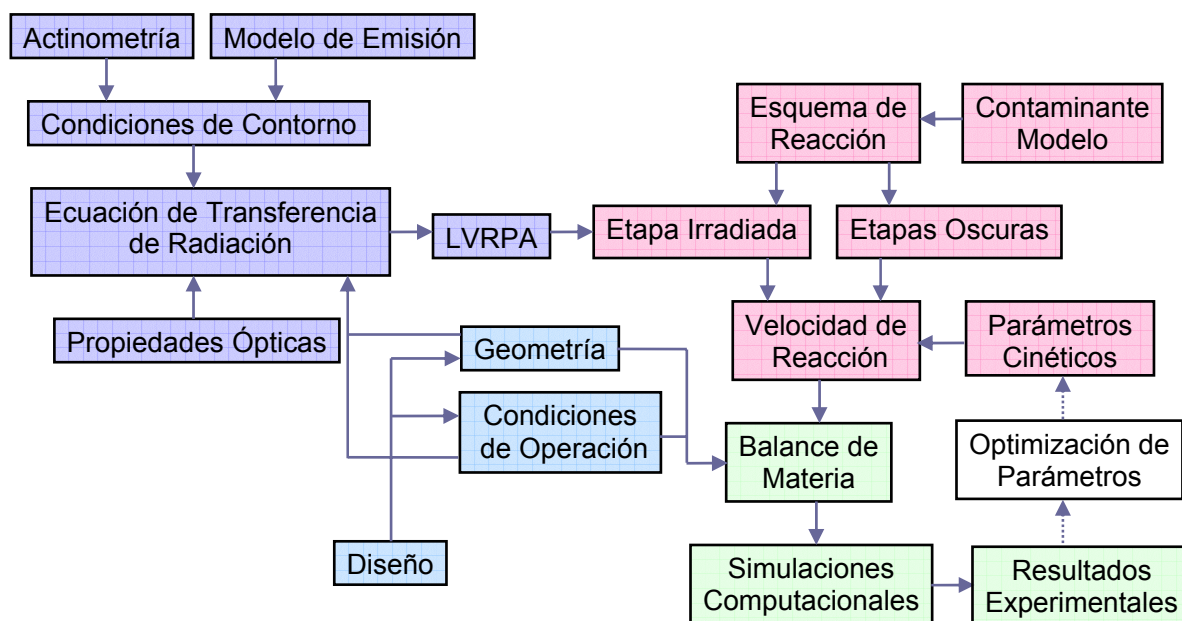 Actinometría
Modelo de Emisión
Condiciones de Contorno
Esquema de
Reacción
Contaminante
Modelo
Ecuación de Transferencia
de Radiación
LVRPA
Etapa Irradiada
Etapas Oscuras
Propiedades Ópticas
Geometría
Velocidad de
Reacción
Parámetros
Cinéticos
Condiciones
de Operación
Balance de
Materia
Optimización de
Parámetros
Diseño
Simulaciones
Computacionales
Resultados
Experimentales